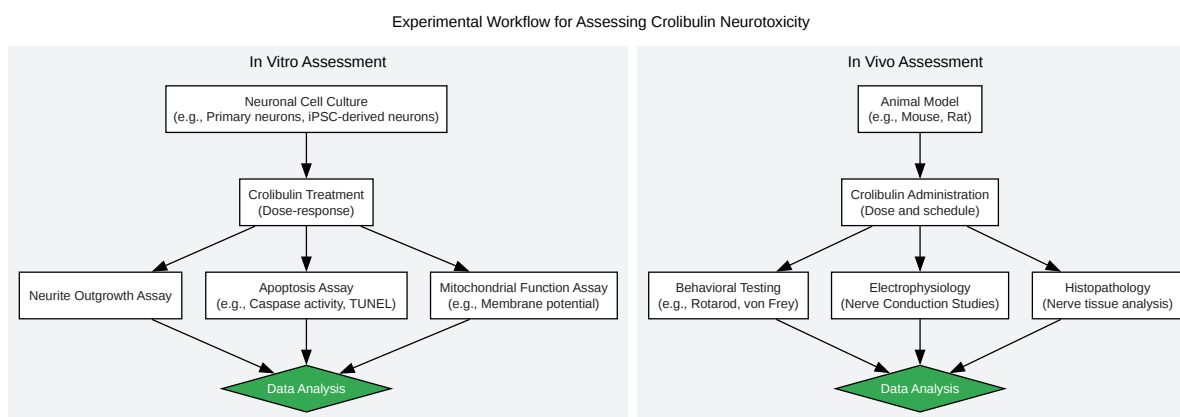 Experimental Workflow for Assessing Crolibulin Neurotoxicity
In Vitro Assessment
Neuronal Cell Culture
(e.g., Primary neurons, iPSC-derived neurons)
Crolibulin Treatment
(Dose-response)
Neurite Outgrowth Assay
Apoptosis Assay
(e.g., Caspase activity, TUNEL)
Mitochondrial Function Assay
(e.g., Membrane potential)
Data Analysis
In Vivo Assessment
Animal Model
(e.g., Mouse, Rat)
Crolibulin Administration
(Dose and schedule)
Behavioral Testing
(e.g., Rotarod, von Frey)
Electrophysiology
(Nerve Conduction Studies)
Histopathology
(Nerve tissue analysis)
Data Analysis